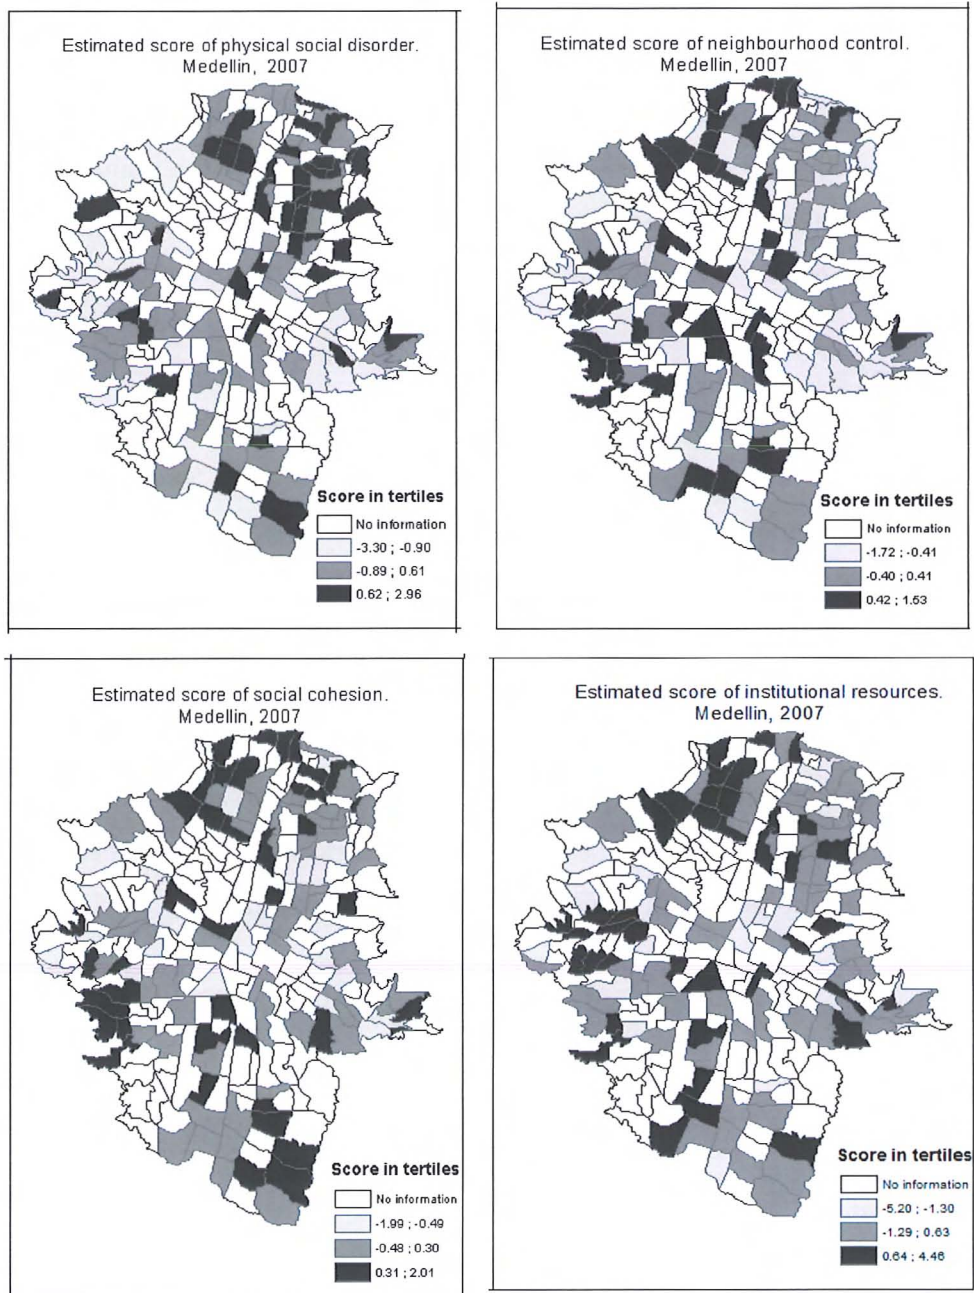 Estimated score of physical social disorder.
Medellin, 2007
Score in tertiles
No information
-3.30 ; -0.90
-0.89 ; 0.61
0.62 ; 2.96
Estimated score of neighbourhood control.
Medellin, 2007
Score in tertiles
No information
-1.72 ; -0.41
-0.40 ; 0.41
0.42 ; 1.53
Estimated score of social cohesion.
Medellin, 2007
Score in tertiles
No information
-1.99 ; -0.49
-0.48 ; 0.30
0.31 ; 2.01
Estimated score of institutional resources.
Medellin, 2007
Score in tertiles
No information
-5.20 ; -1.30
-1.29 ; 0.63
0.64 ; 4.46